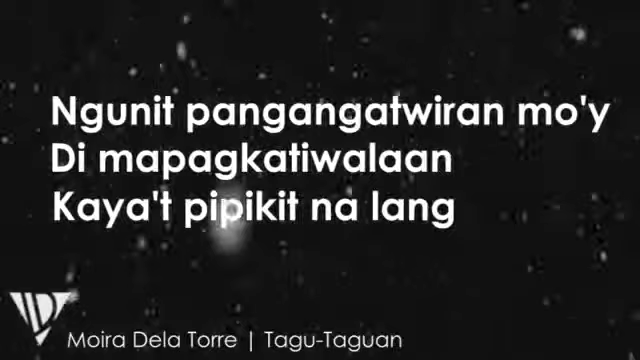 Ngunit pangangatwiran mo'y
Di mapagkatiwalaan
Kaya't pipikit na lang
Moira Dela Torre | Tagu-Taguan